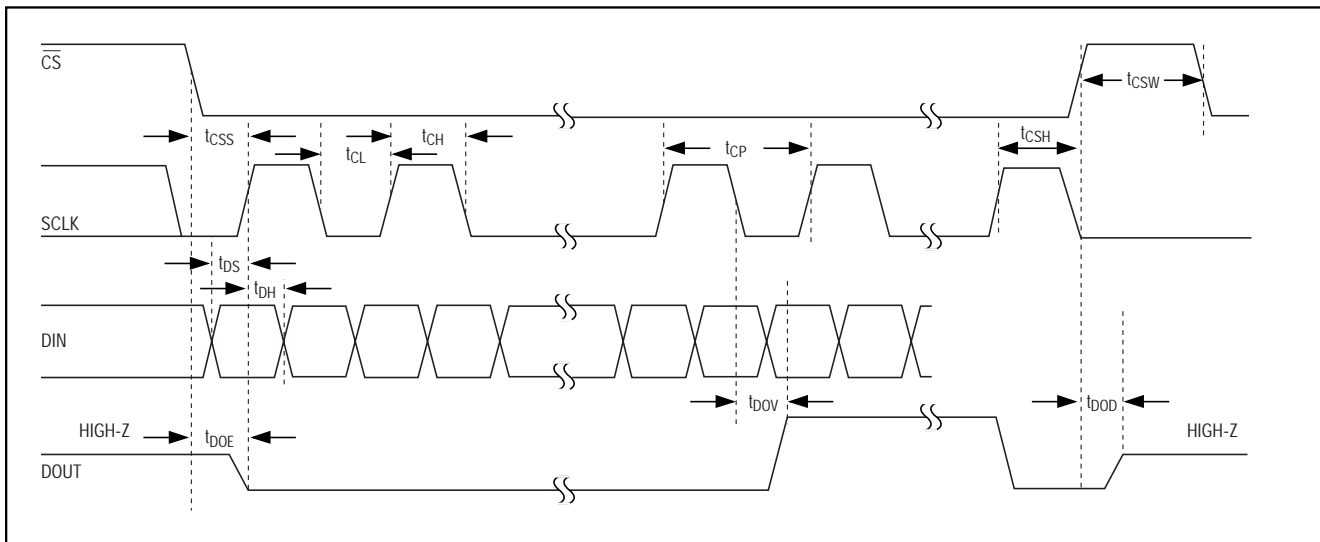 CS
tCSW
tCSS
tCL
tCH
tCP
tCSH
SCLK
tDS
tDH
DIN
tDOV
tDOD
HIGH-Z
tDOE
HIGH-Z
DOUT